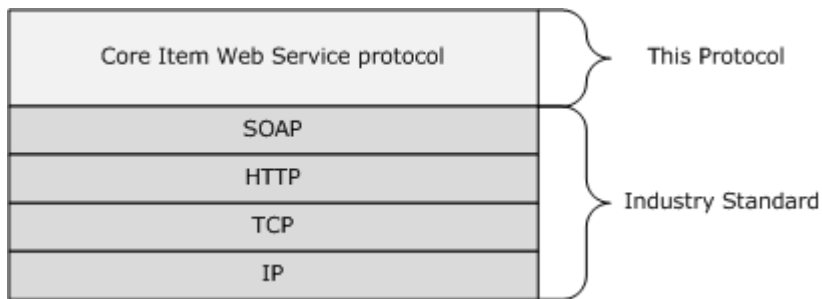 Core Item Web Service protocol
This Protocol
SOAP
HTTP
TCP
IP
Industry Standard